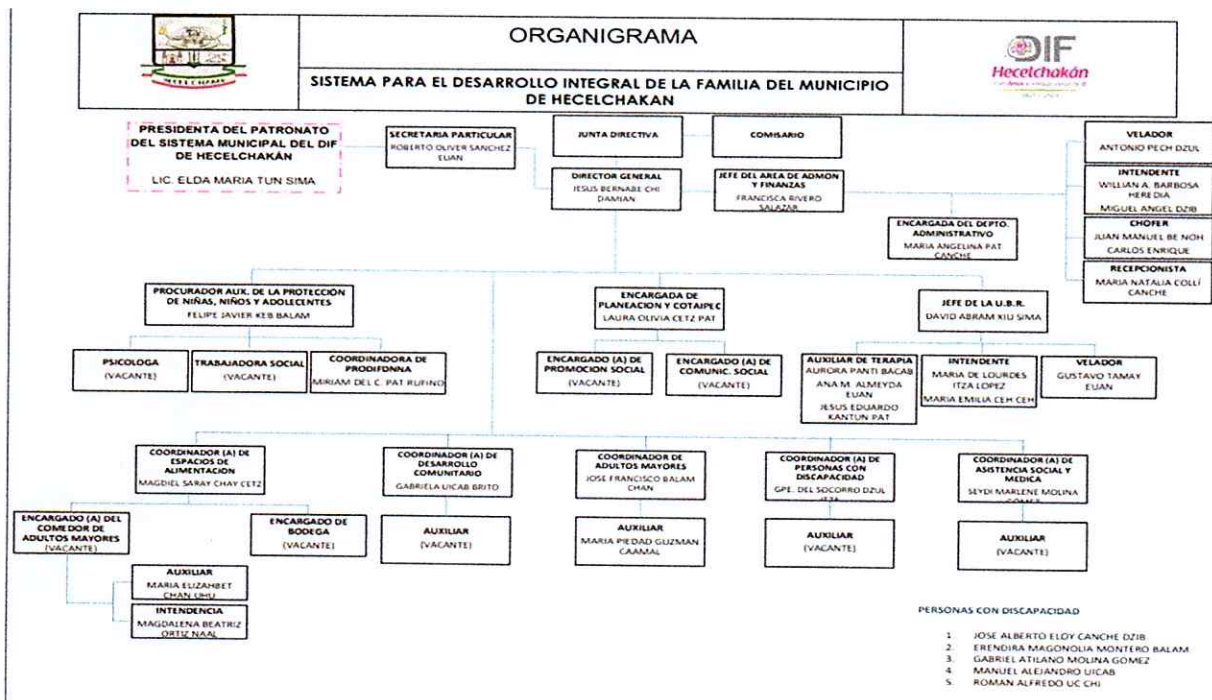 HECELCHAKAN
ORGANIGRAMA
SISTEMA PARA EL DESARROLLO INTEGRAL DE LA FAMILIA DEL MUNICIPIO
DE HECELCHAKAN
DIF
Hecelchakán
PRESIDENTA DEL PATRONATO
DEL SISTEMA MUNICIPAL DEL DIF
DE HECELCHAKÁN
LIC. ELDA MARIA TUN SIMA
SECRETARIA PARTICULAR
ROBERTO OLIVER SANCHEZ
EUAN
JUNTA DIRECTIVA
COMISARIO
DIRECTOR GENERAL
JESUS BERNABE CHI
DAMIAN
JEFE DEL AREA DE ADMON
Y FINANZAS
FRANCISCA RIVERO
SALAZAR
ENCARGADA DEL DEPTO.
ADMINISTRATIVO
MARIA ANGELINA PAT
CANCHE
VELADOR
ANTONIO PECH DZUL
INTENDENTE
WILLIAN A. BARBOSA
HEREDIA
MIGUEL ANGEL DZIB
CHOFER
JUAN MANUEL BE NOH
CARLOS ENRIQUE
RECEPCIONISTA
MARIA NATALIA COLLÍ
CANCHE
PROCURADOR AUX. DE LA PROTECCIÓN
DE NIÑAS, NIÑOS Y ADOLECENTES
FELIPE JAVIER KEB BALAM
ENCARGADA DE
PLANEACION Y COTAIPEC
LAURA OLIVIA CETZ PAT
JEFE DE LA U.B.R.
DAVID ABRAM XIU SIMA
PSICOLOGA
(VACANTE)
TRABAJADORA SOCIAL
(VACANTE)
COORDINADORA DE
PRODIFDNNA
MIRIAM DEL C. PAT RUFINO
ENCARGADO (A) DE
PROMOCION SOCIAL
(VACANTE)
ENCARGADO (A) DE
COMUNIC. SOCIAL
(VACANTE)
AUXILIAR DE TERAPIA
AURORA PANTI BACAB
ANA M. ALMEYDA
EUAN
JESUS EDUARDO
KANTUN PAT
INTENDENTE
MARIA DE LOURDES
ITZA LOPEZ
MARIA EMILIA CEH CEH
VELADOR
GUSTAVO TAMAY
EUAN
COORDINADOR (A) DE
ESPACIOS DE
ALIMENTACION
MAGDIEL SARAY CHAY CETZ
COORDINADOR (A) DE
DESARROLLO
COMUNITARIO
GABRIELA UICAB BRITO
COORDINADOR DE
ADULTOS MAYORES
JOSE FRANCISCO BALAM
CHAN
COORDINADOR (A) DE
PERSONAS CON
DISCAPACIDAD
GPE. DEL SOCORRO DZUL
COORDINADOR (A) DE
ASISTENCIA SOCIAL Y
MEDICA
SEYDI MARLENE MOLINA
GOMEZ
ENCARGADO (A) DEL
COMEDOR DE
ADULTOS MAYORES
(VACANTE)
ENCARGADO DE
BODEGA
(VACANTE)
AUXILIAR
(VACANTE)
AUXILIAR
MARIA PIEDAD GUZMAN
CAAMAL
AUXILIAR
(VACANTE)
AUXILIAR
(VACANTE)
AUXILIAR
MARIA ELIZAHBET
CHAN UHU
INTENDENCIA
MAGDALENA BEATRIZ
ORTIZ NAAL
PERSONAS CON DISCAPACIDAD
1. JOSE ALBERTO ELOY CANCHE DZIB
2. ERENDIRA MAGONOLIA MONTERO BALAM
3. GABRIEL ATILANO MOLINA GOMEZ
4. MANUEL ALEJANDRO UICAB
5. ROMAN ALFREDO UC CHI